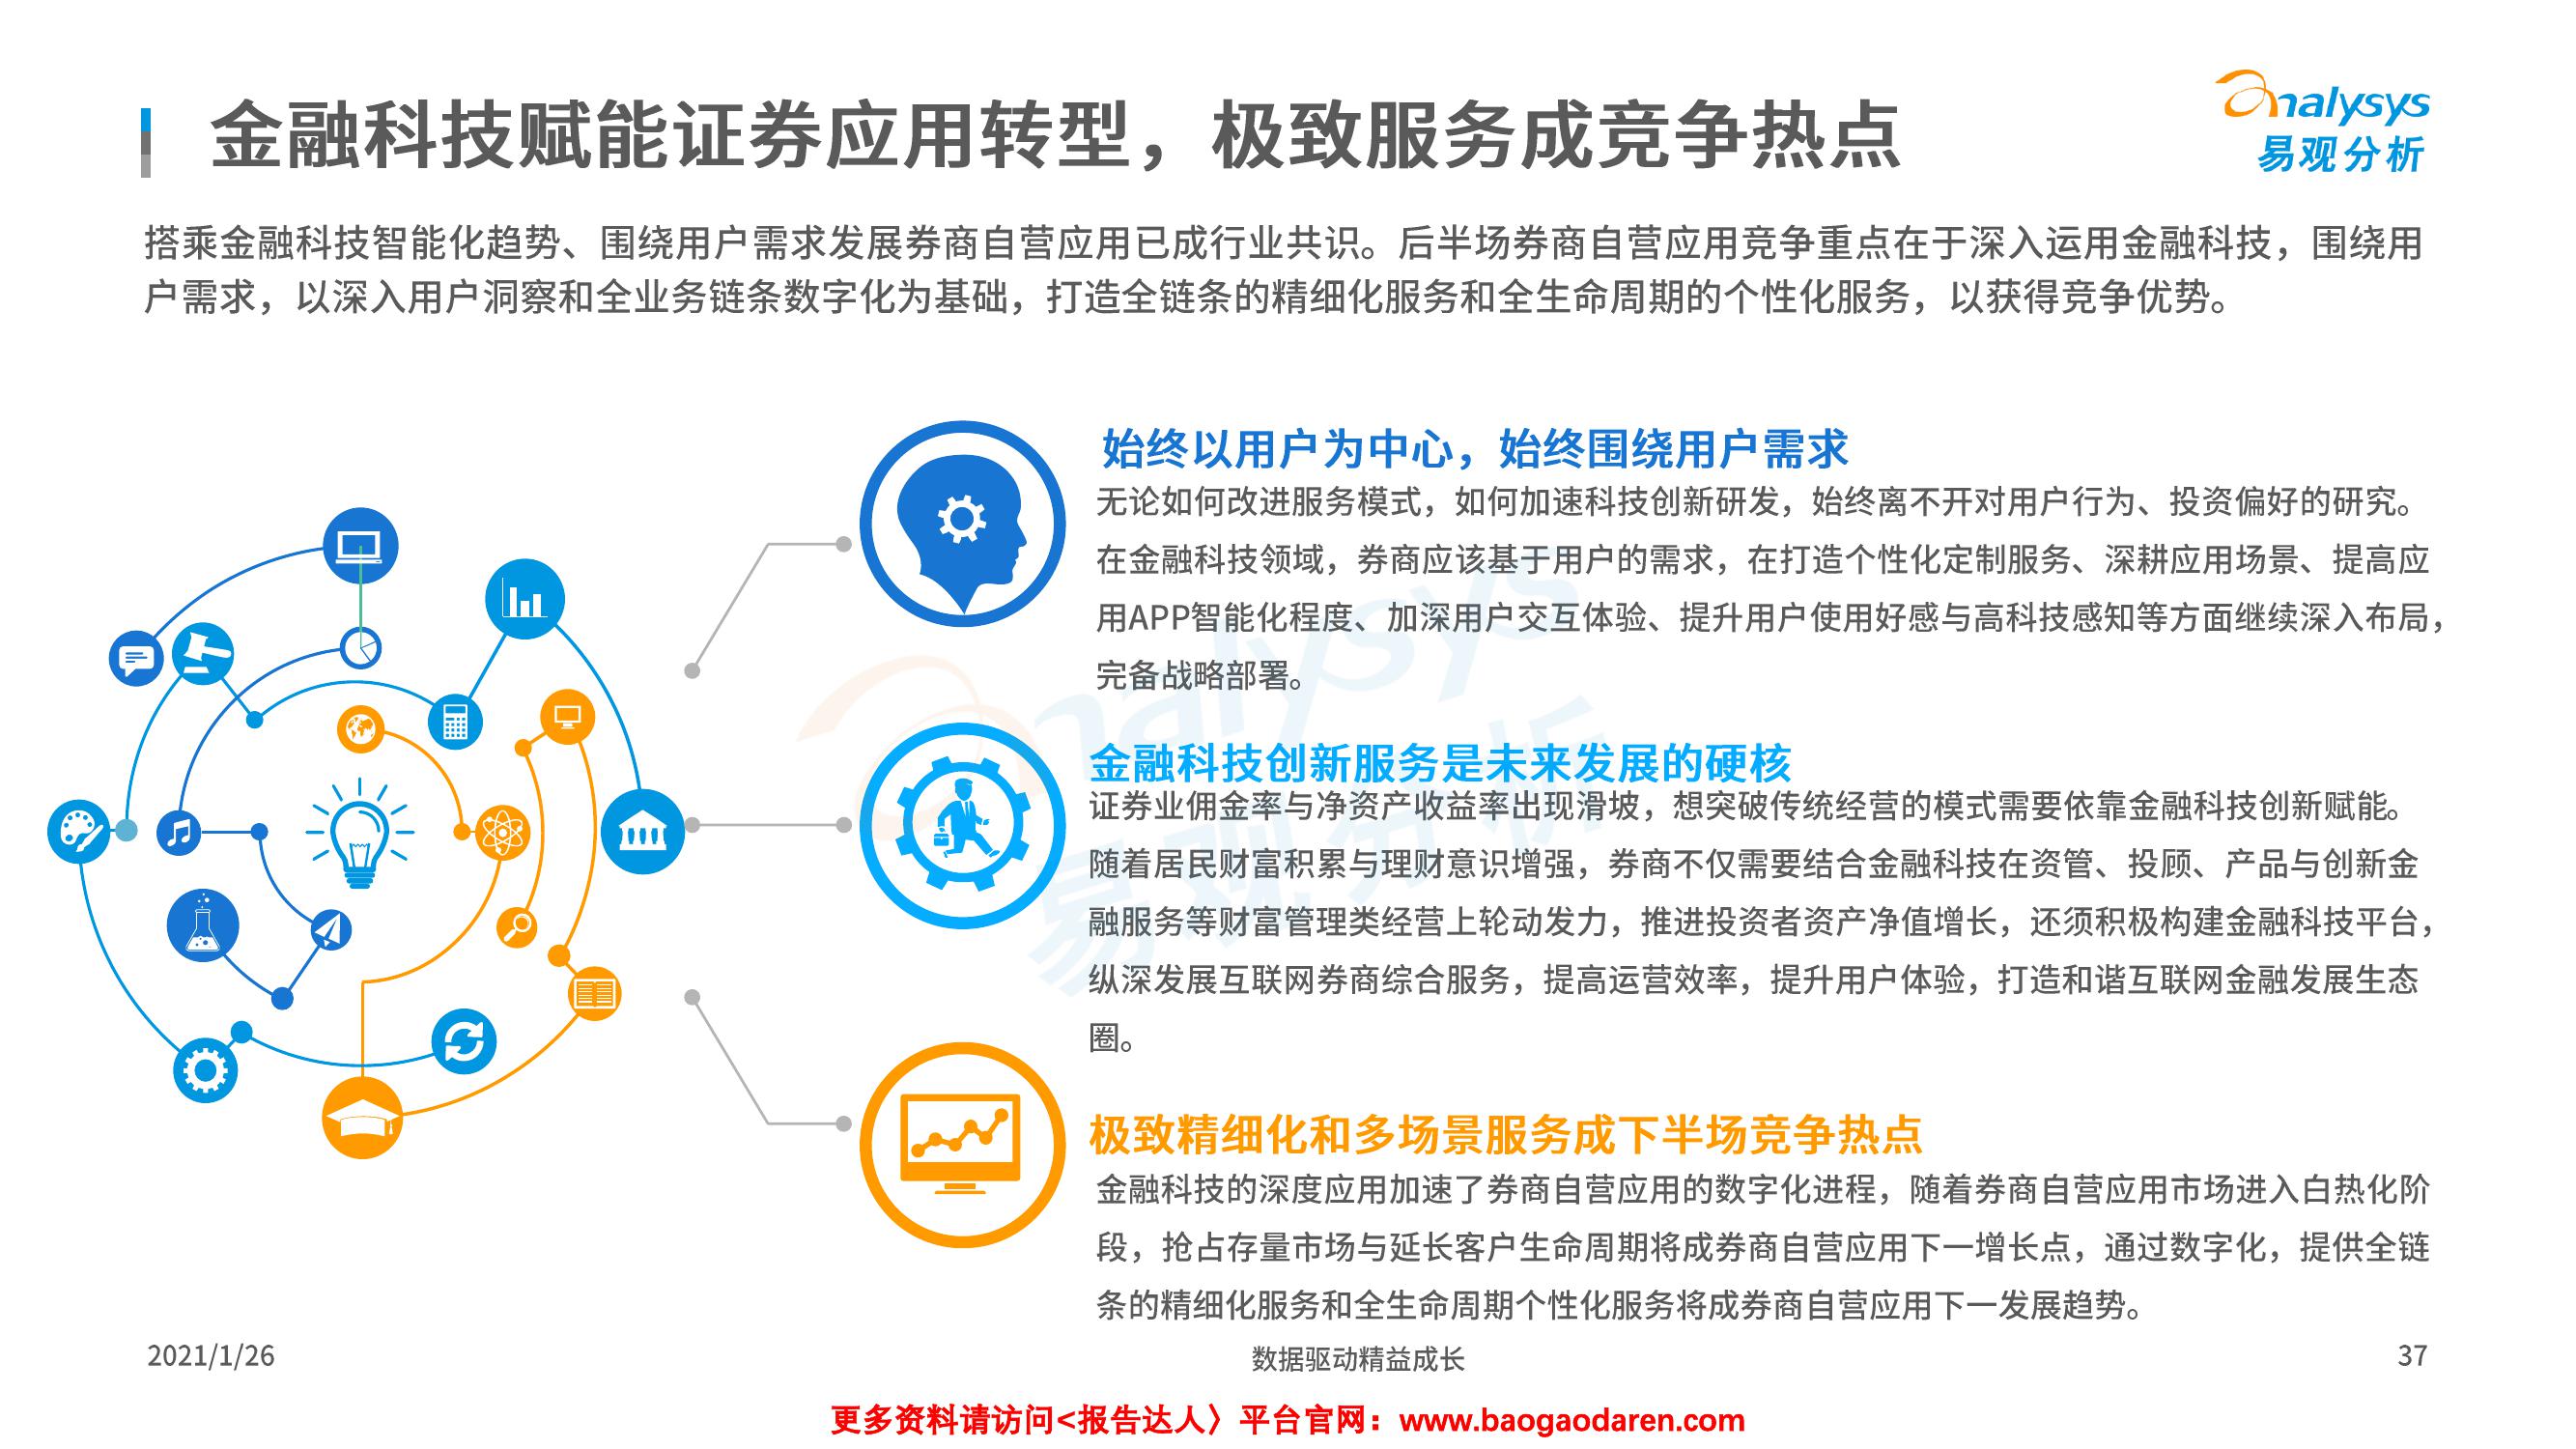 金融科技赋能证券应用转型，极致服务成竞争热点
analysys
易观分析
搭乘金融科技智能化趋势、围绕用户需求发展券商自营应用已成行业共识。后半场券商自营应用竞争重点在于深入运用金融科技，围绕用
户需求，以深入用户洞察和全业务链条数字化为基础，打造全链条的精细化服务和全生命周期的个性化服务，以获得竞争优势。
始终以用户为中心，始终围绕用户需求
无论如何改进服务模式，如何加速科技创新研发，始终离不开对用户行为、投资偏好的研究。
在金融科技领域，券商应该基于用户的需求，在打造个性化定制服务、深耕应用场景、提高应
用APP智能化程度、加深用户交互体验、提升用户使用好感与高科技感知等方面继续深入布局，
完备战略部署。
金融科技创新服务是未来发展的硬核
证券业佣金率与净资产收益率出现滑坡，想突破传统经营的模式需要依靠金融科技创新赋能。
随着居民财富积累与理财意识增强，券商不仅需要结合金融科技在资管、投顾、产品与创新金
融服务等财富管理类经营上轮动发力，推进投资者资产净值增长，还须积极构建金融科技平台，
纵深发展互联网券商综合服务，提高运营效率，提升用户体验，打造和谐互联网金融发展生态
圈。
极致精细化和多场景服务成下半场竞争热点
金融科技的深度应用加速了券商自营应用的数字化进程，随着券商自营应用市场进入白热化阶
段，抢占存量市场与延长客户生命周期将成券商自营应用下一增长点，通过数字化，提供全链
条的精细化服务和全生命周期个性化服务将成券商自营应用下一发展趋势。
analysys
易观分析
2021/1/26
数据驱动精益成长
37
更多资料请访问<报告达人〉平台官网：www.baogaodaren.com